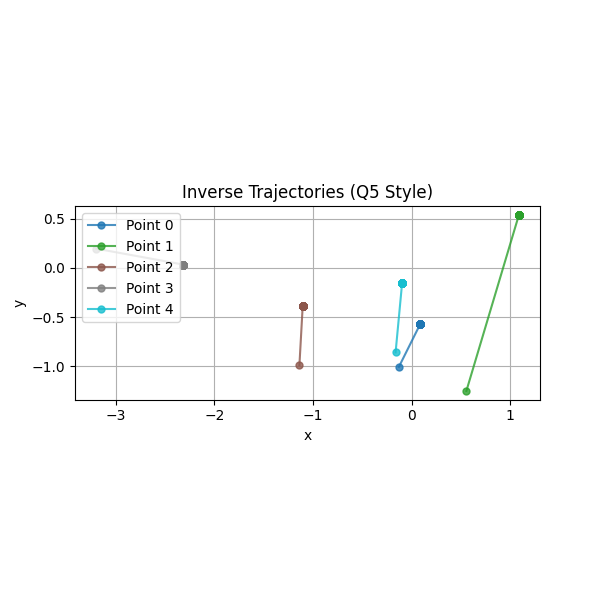 Inverse Trajectories (Q5 Style)
0.5
0.0
−0.5
−1.0
y
Point 0
Point 1
Point 2
Point 3
Point 4
−3 −2 −1 0 1
x